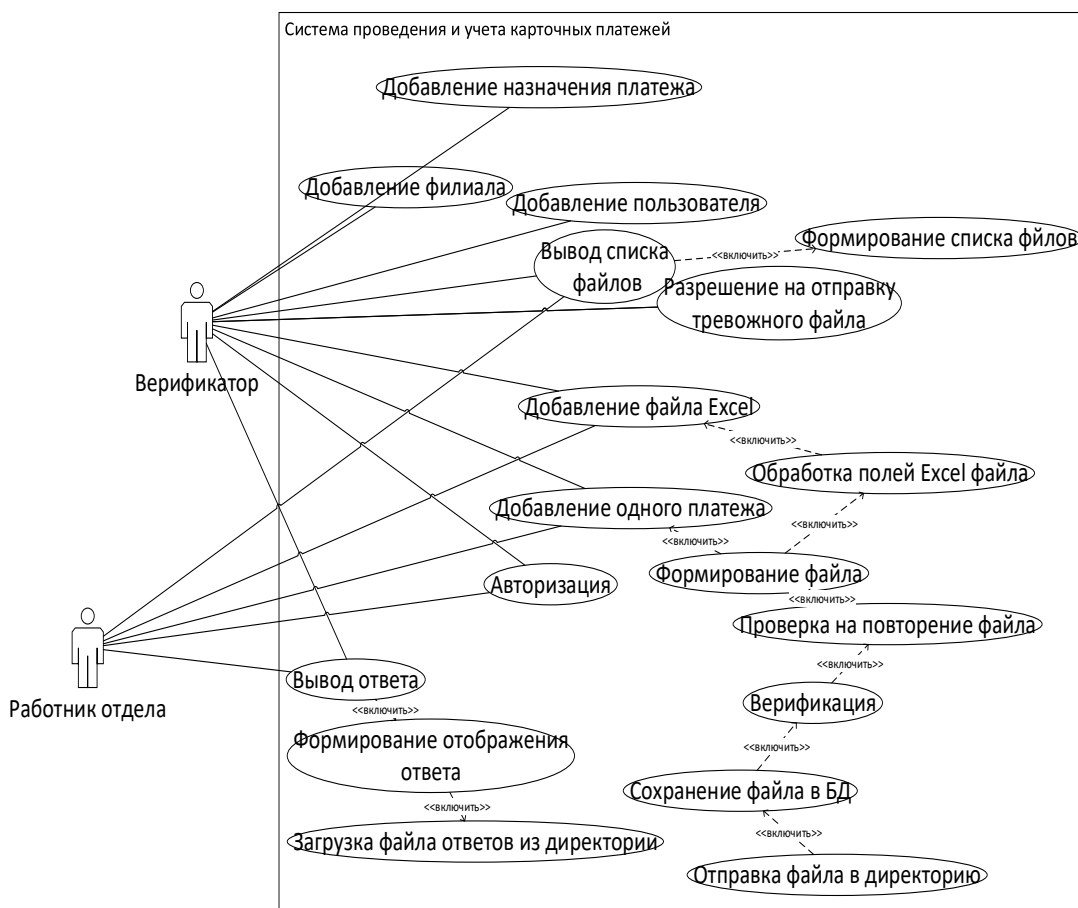 Система проведения и учета карточных платежей
Добавление назначения платежа
Добавление филиала
Добавление пользователя
Формирование списка фйлов
<<включить>>
Вывод списка
файлов
Разрешение на отправку
тревожного файла
Верификатор
Добавление файла Excel
<<включить>>
Обработка полей Excel файла
Добавление одного платежа
<<включить>>
<<включить>>
Формирование файла
Авторизация
<<включить>>
Проверка на повторение файла
Работник отдела
<<включить>>
Вывод ответа
Верификация
<<включить>>
Формирование отображения
ответа
<<включить>>
Сохранение файла в БД
<<включить>>
<<включить>>
Загрузка файла ответов из директории
Отправка файла в директорию